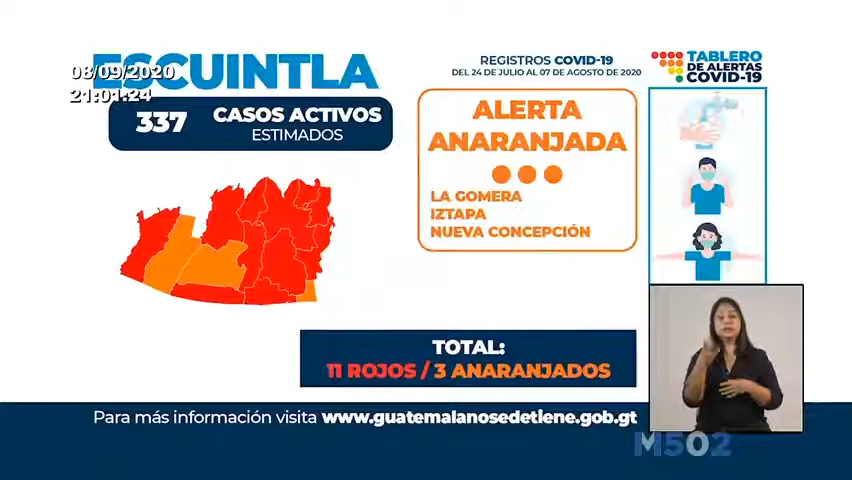 ESCUINTLA
08/09/2020
21:01:24
337 CASOS ACTIVOS
ESTIMADOS
REGISTROS COVID-19
DEL 24 DE JULIO AL 07 DE AGOSTO DE 2020
TABLERO
DE ALERTAS
COVID-19
ALERTA
ANARANJADA
LA GOMERA
IZTAPA
NUEVA CONCEPCIÓN
TOTAL:
11 ROJOS / 3 ANARANJADOS
Para más información visita www.guatemalanosedetiene.gob.gt
M502